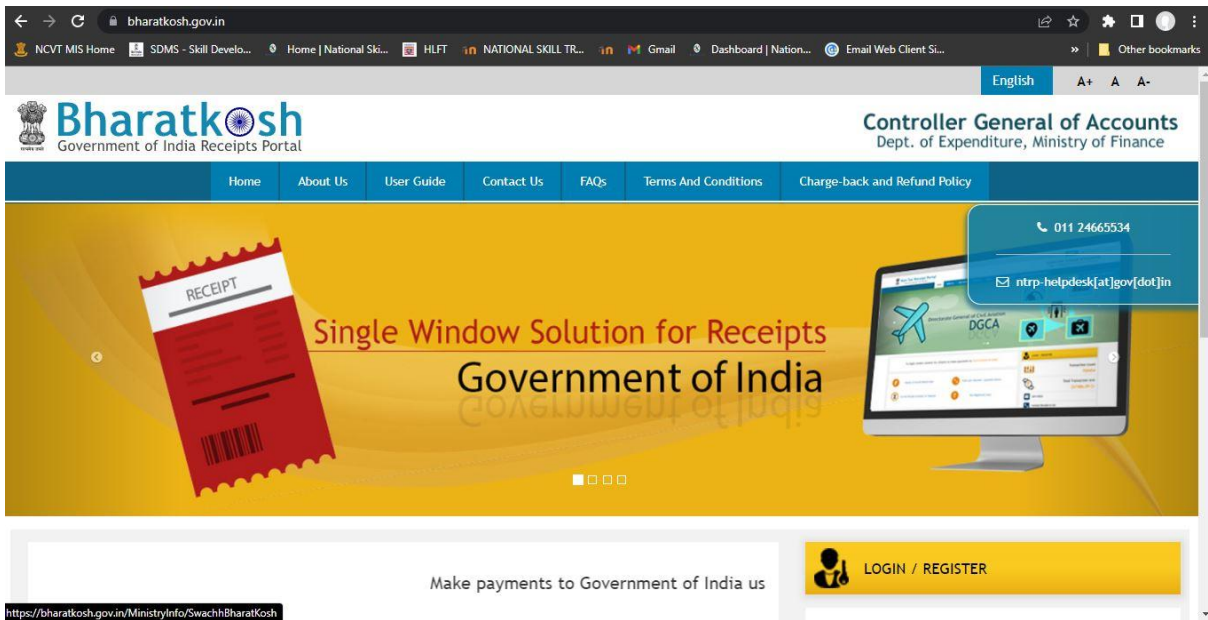 bharatkosh.gov.in
NCVT MIS Home SDMS - Skill Develo... Home | National Ski... HLFT NATIONAL SKILL TR... Gmail Dashboard | Nation... Email Web Client Si... » Other bookmarks
English A+ A A-
Bharatkosh
Government of India Receipts Portal
Controller General of Accounts
Dept. of Expenditure, Ministry of Finance
Home About Us User Guide Contact Us FAQs Terms And Conditions Charge-back and Refund Policy
011 24665534
ntrp-helpdesk[at]gov[dot]in
RECEIPT
Single Window Solution for Receipts
Government of India
DGCA
LOGIN / REGISTER
Make payments to Government of India us
https://bharatkosh.gov.in/MinistryInfo/SwachhBharatKosh